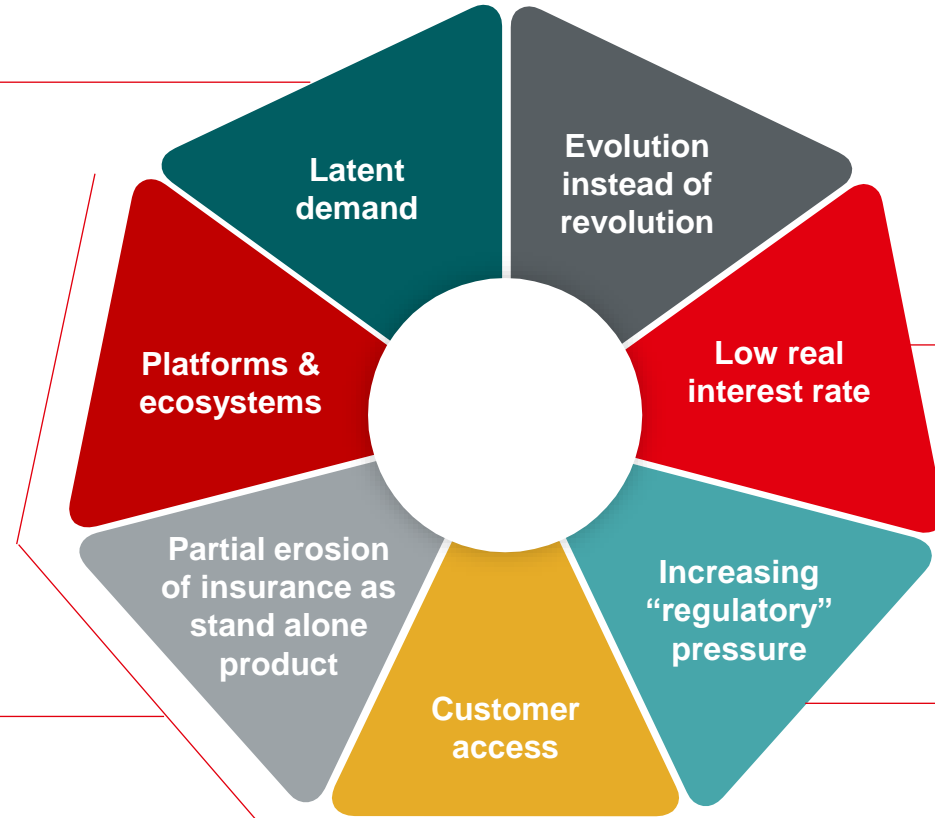 Latent
demand
Evolution
instead of
revolution
Platforms &
ecosystems
Low real
interest rate
Partial erosion
of insurance as
stand alone
product
Increasing
“regulatory”
pressure
Customer
access